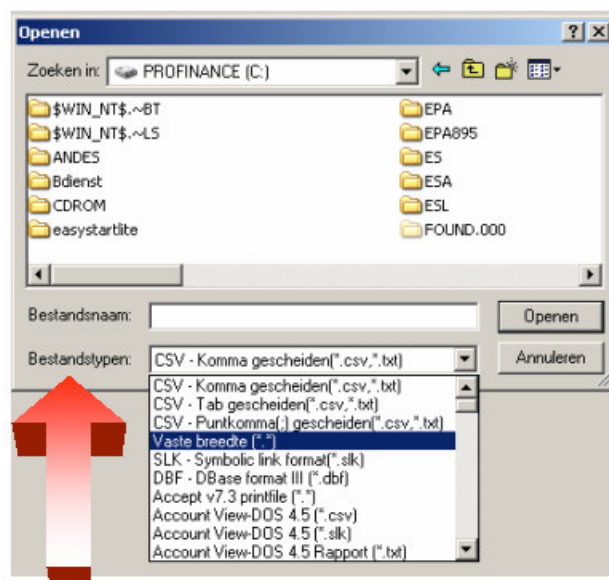 Openen
Zoeken in: PROFINANCE (C:)
$WIN_NT$.~BT
$WIN_NT$.~LS
ANDES
Bdienst
CDROM
easystartlite
EPA
EPA895
ES
ESA
ESL
FOUND.000
Bestandsnaam:
Openen
Bestandstypen: CSV - Komma gescheiden(*.csv,*.txt)
Annuleren
CSV - Komma gescheiden(*.csv,*.txt)
CSV - Tab gescheiden(*.csv,*.txt)
CSV - Puntkomma(;) gescheiden(*.csv,*.txt)
Vaste breedte (*.*)
SLK - Symbolic link format(*.slk)
DBF - DBase format III (*.dbf)
Accept v7.3 printfile (*.*)
Account View-DOS 4.5 (*.csv)
Account View-DOS 4.5 (*.slk)
Account View-DOS 4.5 Rapport (*.txt)